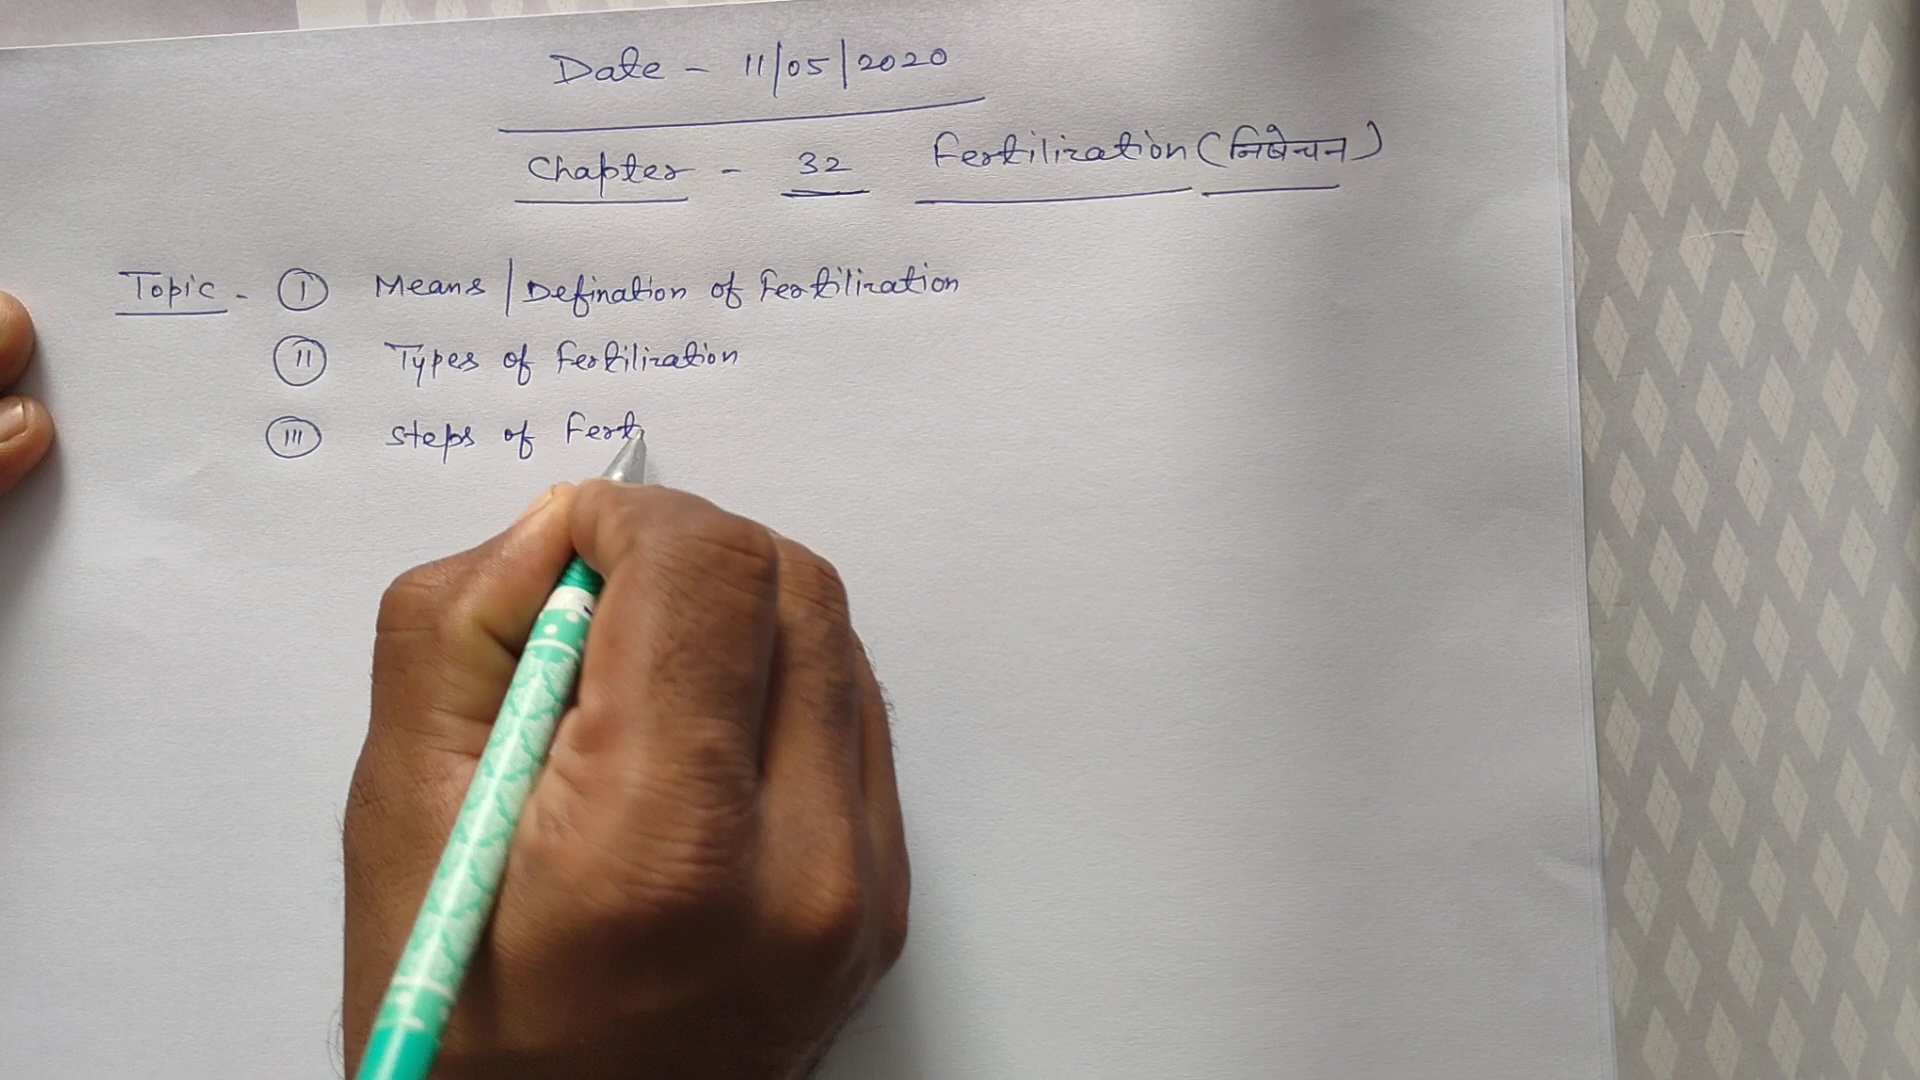 Date - 11/05/2020
Chapter - 32 Fertilization (निषेचन)
Topic - (I) Means / Defination of Fertilization
(II) Types of Fertilization
(III) Steps of Fert